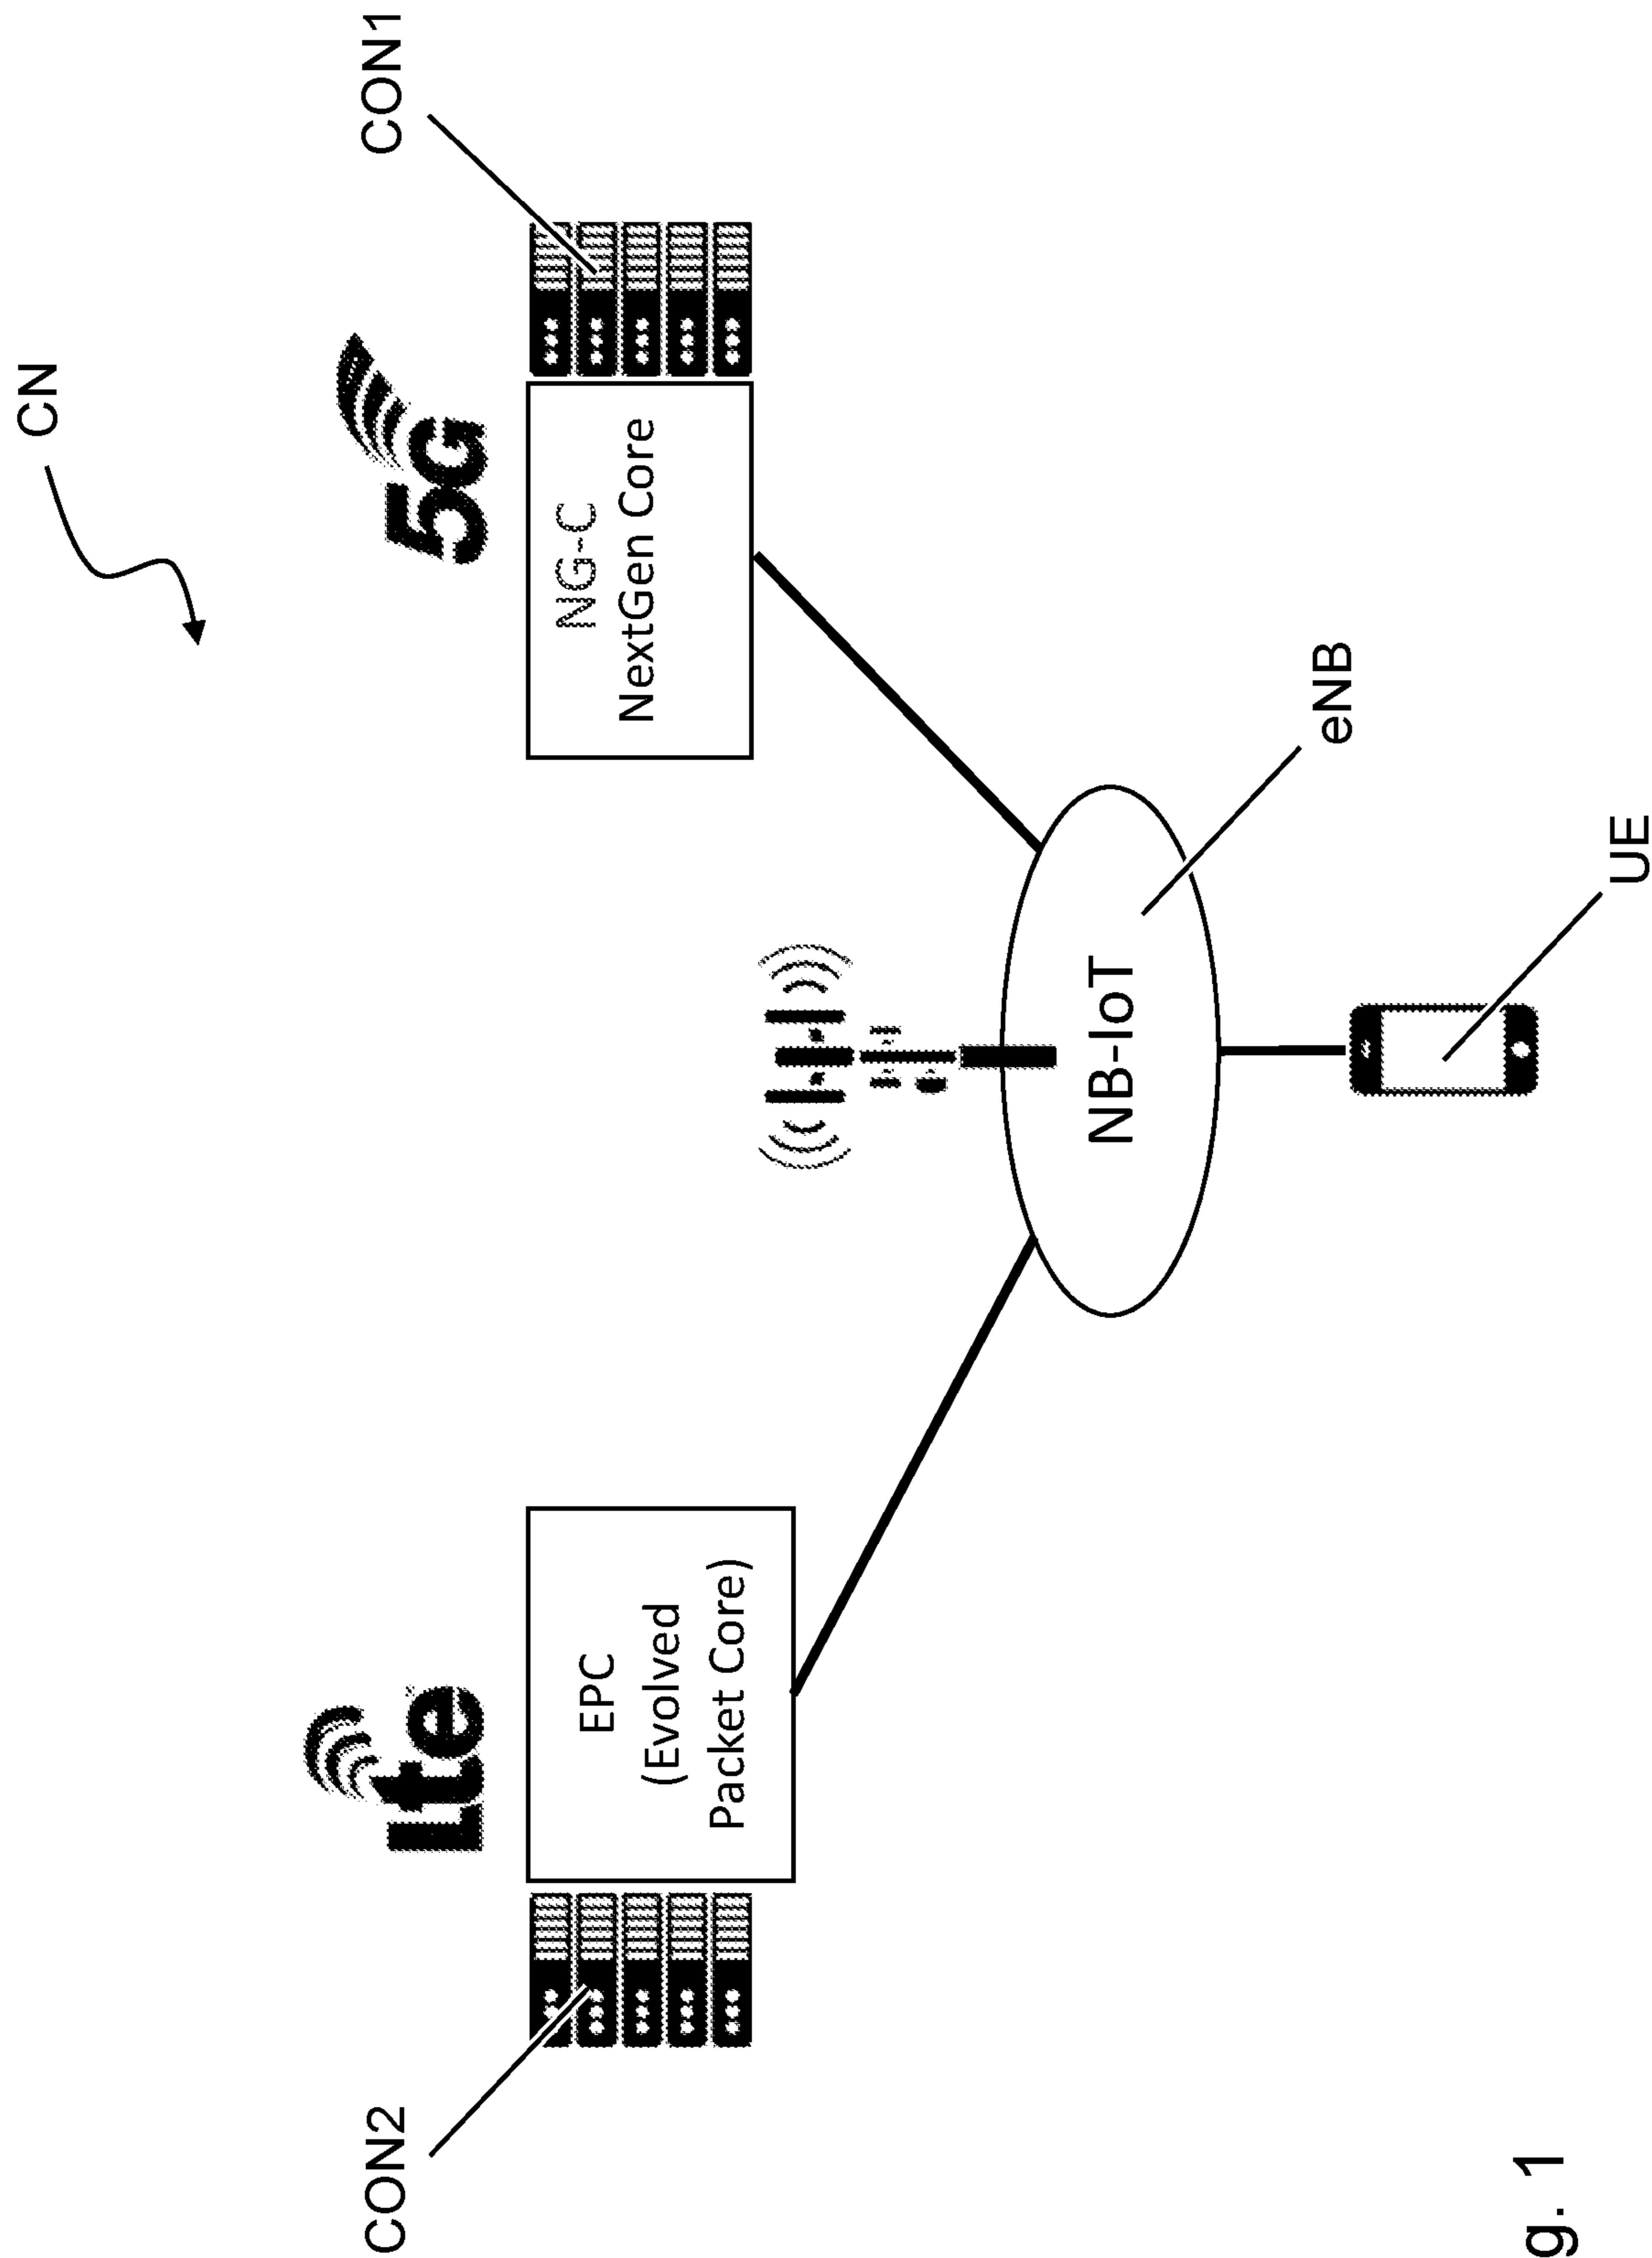 CN
CON2
CON1
Lte
5G
EPC
(Evolved
Packet Core)
NG-C
NextGen Core
NB-IoT
eNB
UE
g. 1